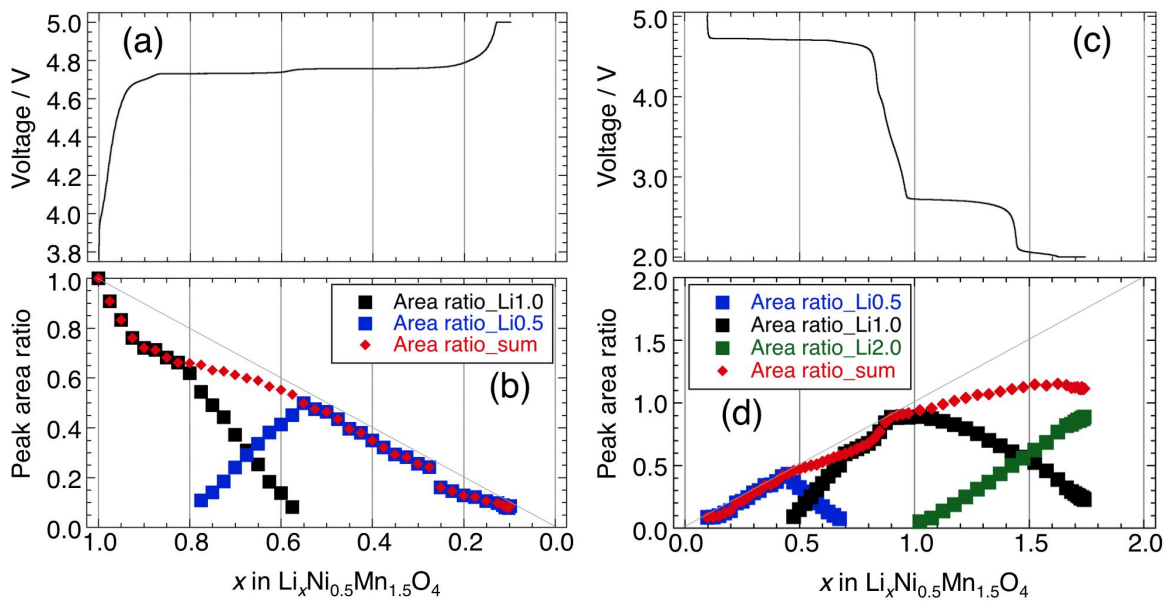 (a)
Voltage / V
5.0
4.8
4.6
4.4
4.2
4.0
3.8
(b)
Peak area ratio
1.0
0.8
0.6
0.4
0.2
0.0
Area ratio_Li1.0
Area ratio_Li0.5
Area ratio_sum
1.0 0.8 0.6 0.4 0.2 0.0
x in LiₓNi₀.₅Mn₁.₅O₄
(c)
Voltage / V
5.0
4.0
3.0
2.0
(d)
Peak area ratio
2.0
1.5
1.0
0.5
0.0
Area ratio_Li0.5
Area ratio_Li1.0
Area ratio_Li2.0
Area ratio_sum
0.0 0.5 1.0 1.5 2.0
x in LiₓNi₀.₅Mn₁.₅O₄